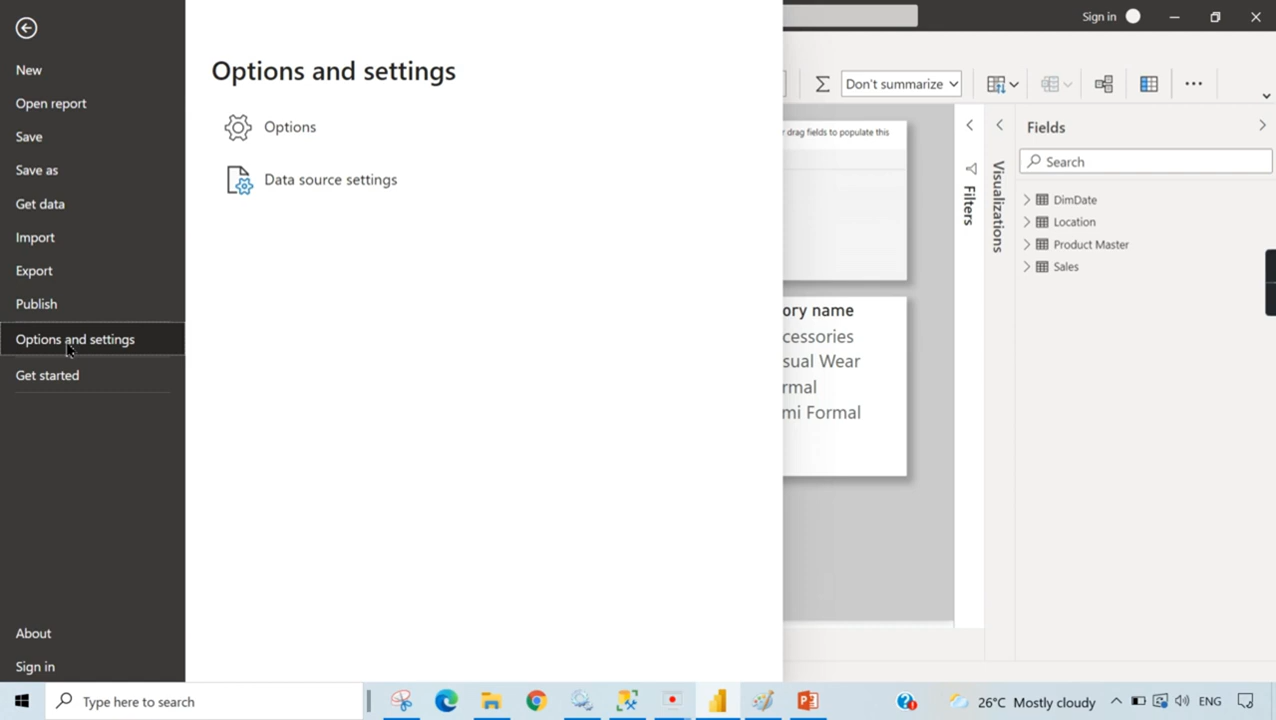 Sign in
New
Open report
Save
Save as
Get data
Import
Export
Publish
Options and settings
Get started
About
Sign in
Options and settings
Options
Data source settings
Don't summarize
drag fields to populate this
ory name
cessories
sual Wear
rmal
mi Formal
Filters
Visualizations
Fields
Search
DimDate
Location
Product Master
Sales
Type here to search
26°C Mostly cloudy
ENG